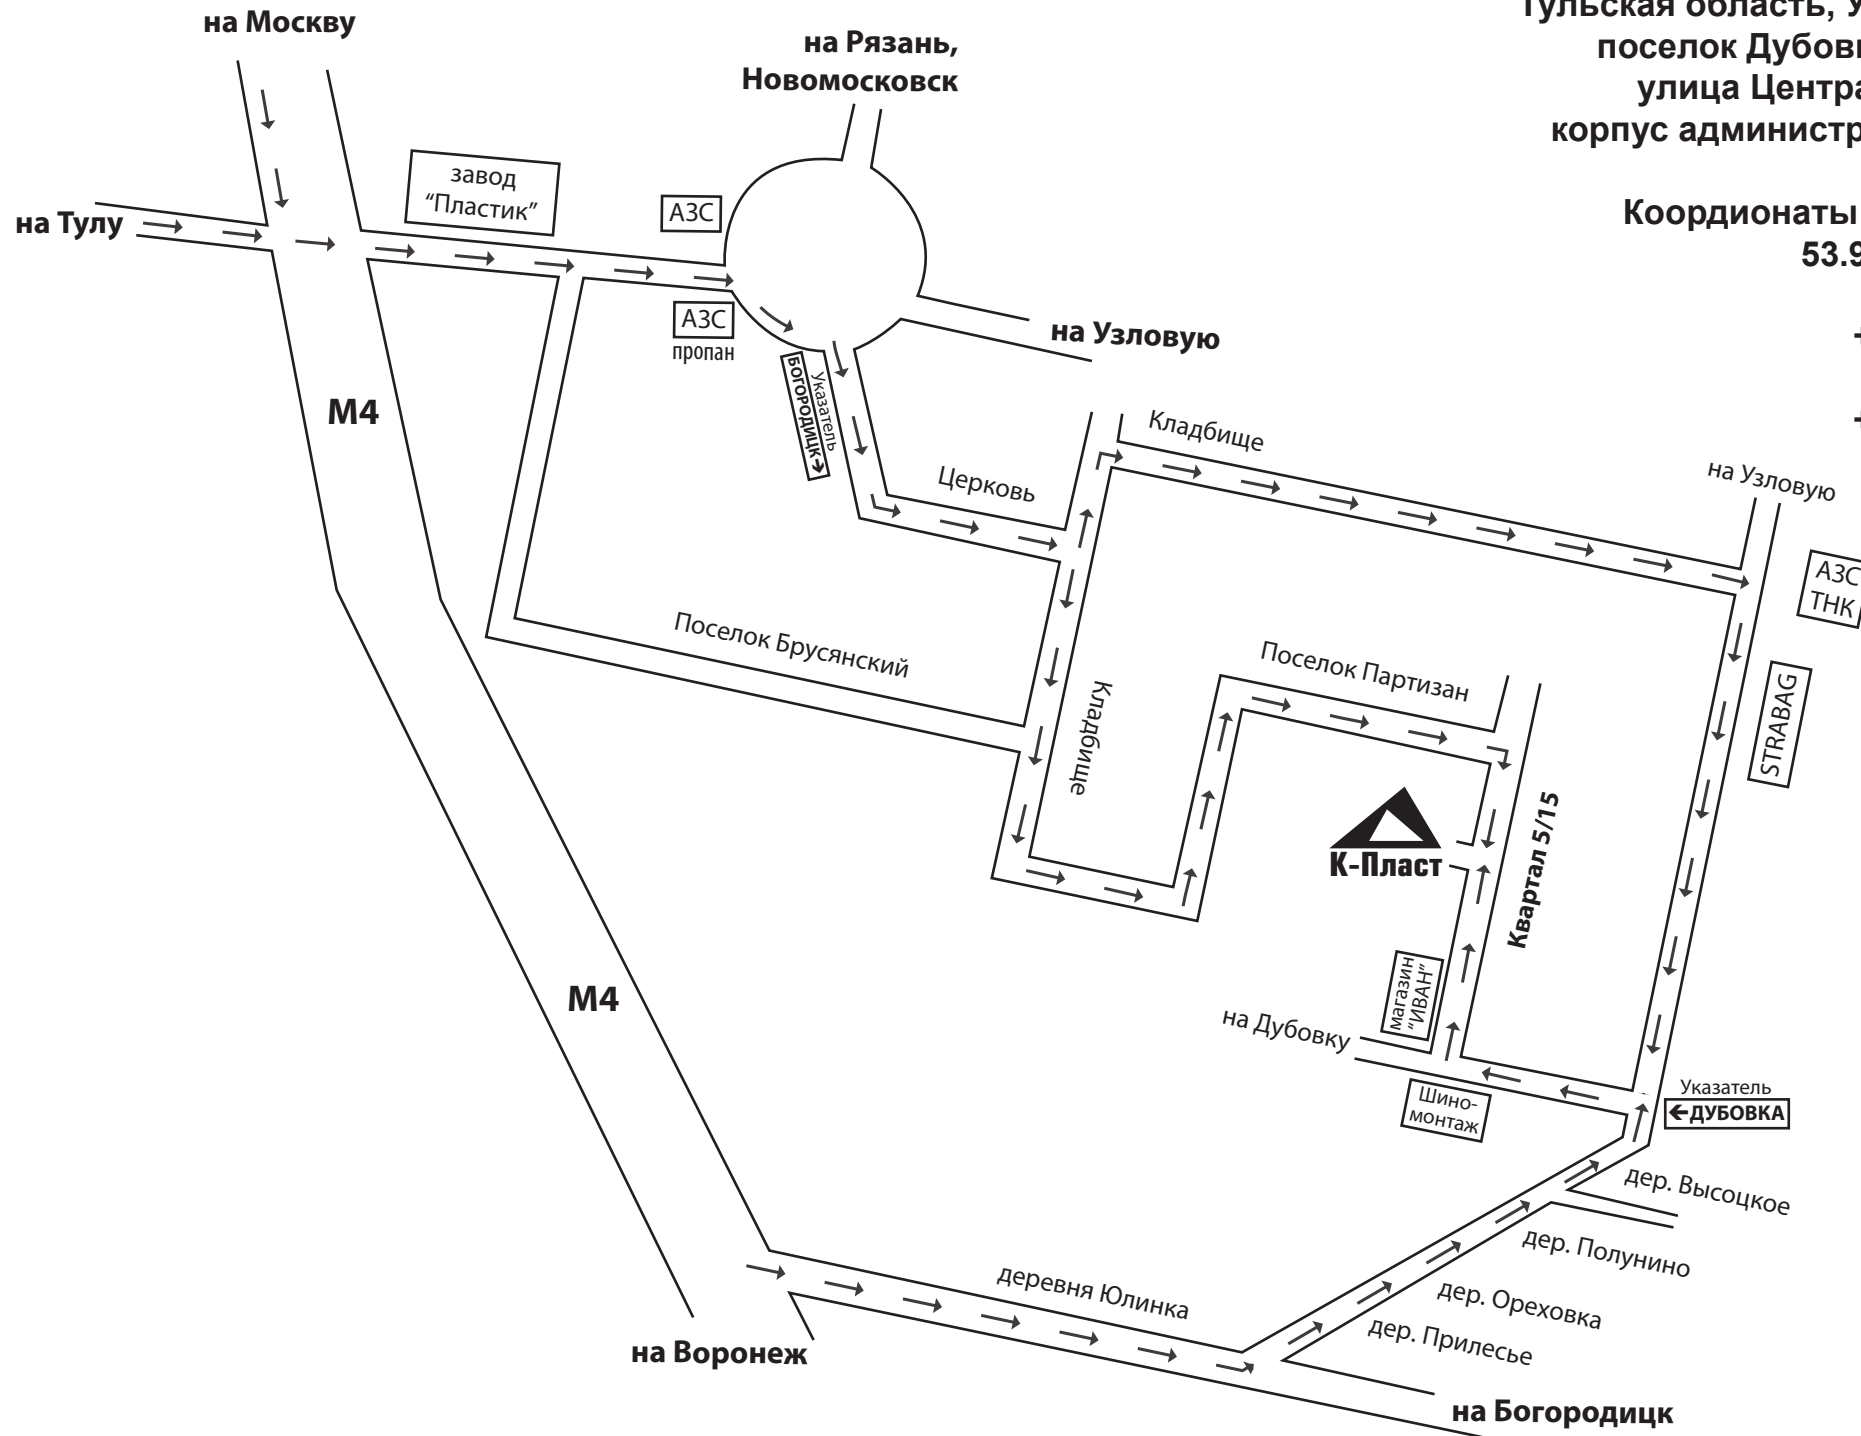 на Москву
на Рязань,
Новомосковск
Тульская область,
поселок
улица
корпус
Координаты
53.9
на Тулу
завод
“Пластик”
АЗС
АЗС
пропан
на Узловую
Указатель
БОГОРОДИЦК→
М4
Церковь
Кладбище
на Узловую
АЗС
ТНК
STRABAG
Поселок Брусянский
Кладбище
Поселок Партизан
К-Пласт
Квартал 5/15
магазин
“ИВАН”
на Дубовку
Шино-
монтаж
Указатель
←ДУБОВКА
М4
дер. Высоцкое
дер. Полунино
дер. Ореховка
дер. Прилесье
деревня Юлинка
на Воронеж
на Богородицк